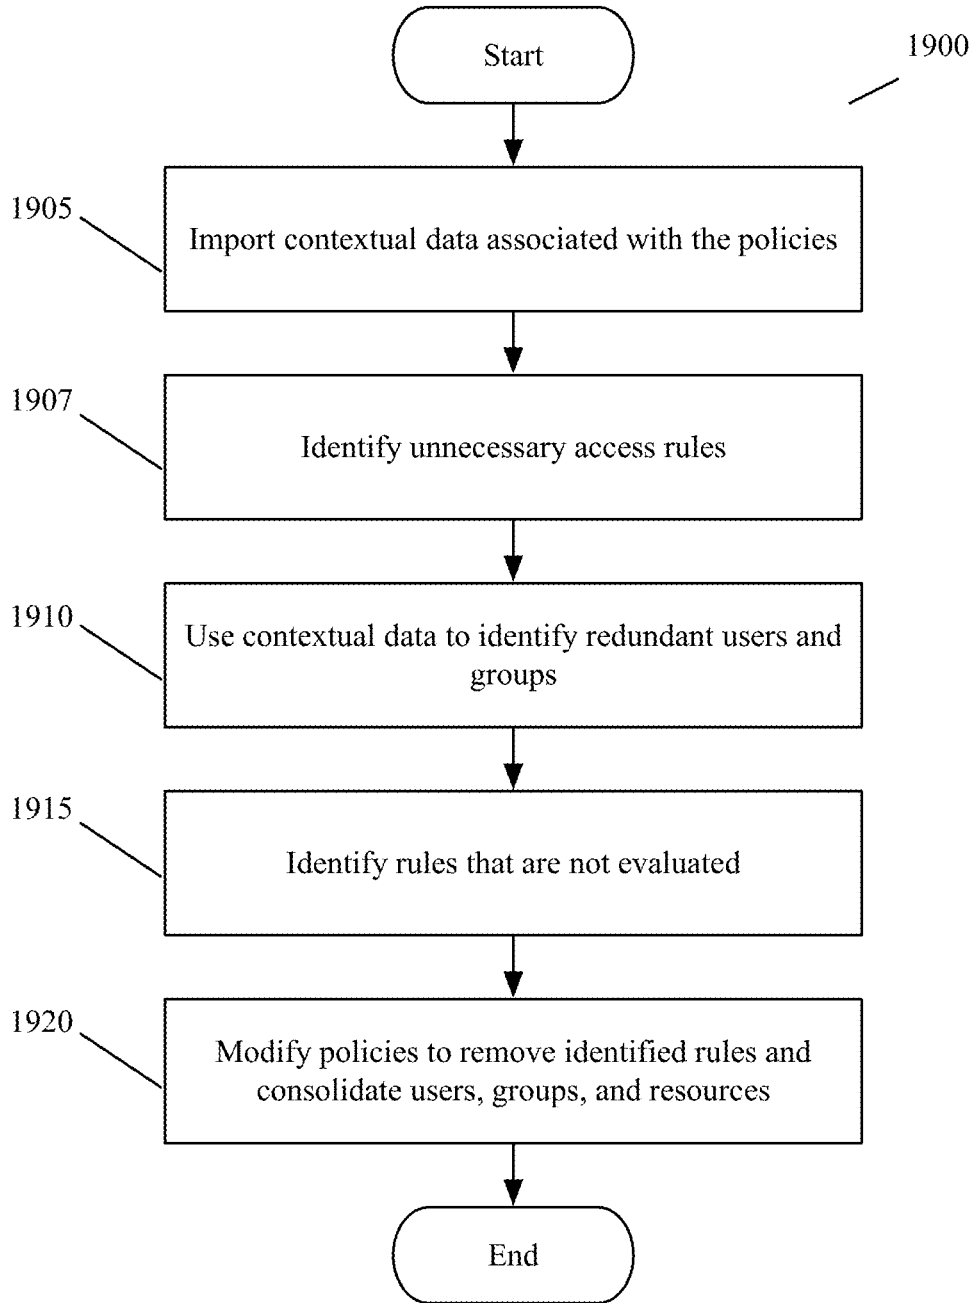 Start
1900
1905
Import contextual data associated with the policies
1907
Identify unnecessary access rules
1910
Use contextual data to identify redundant users and
groups
1915
Identify rules that are not evaluated
1920
Modify policies to remove identified rules and
consolidate users, groups, and resources
End